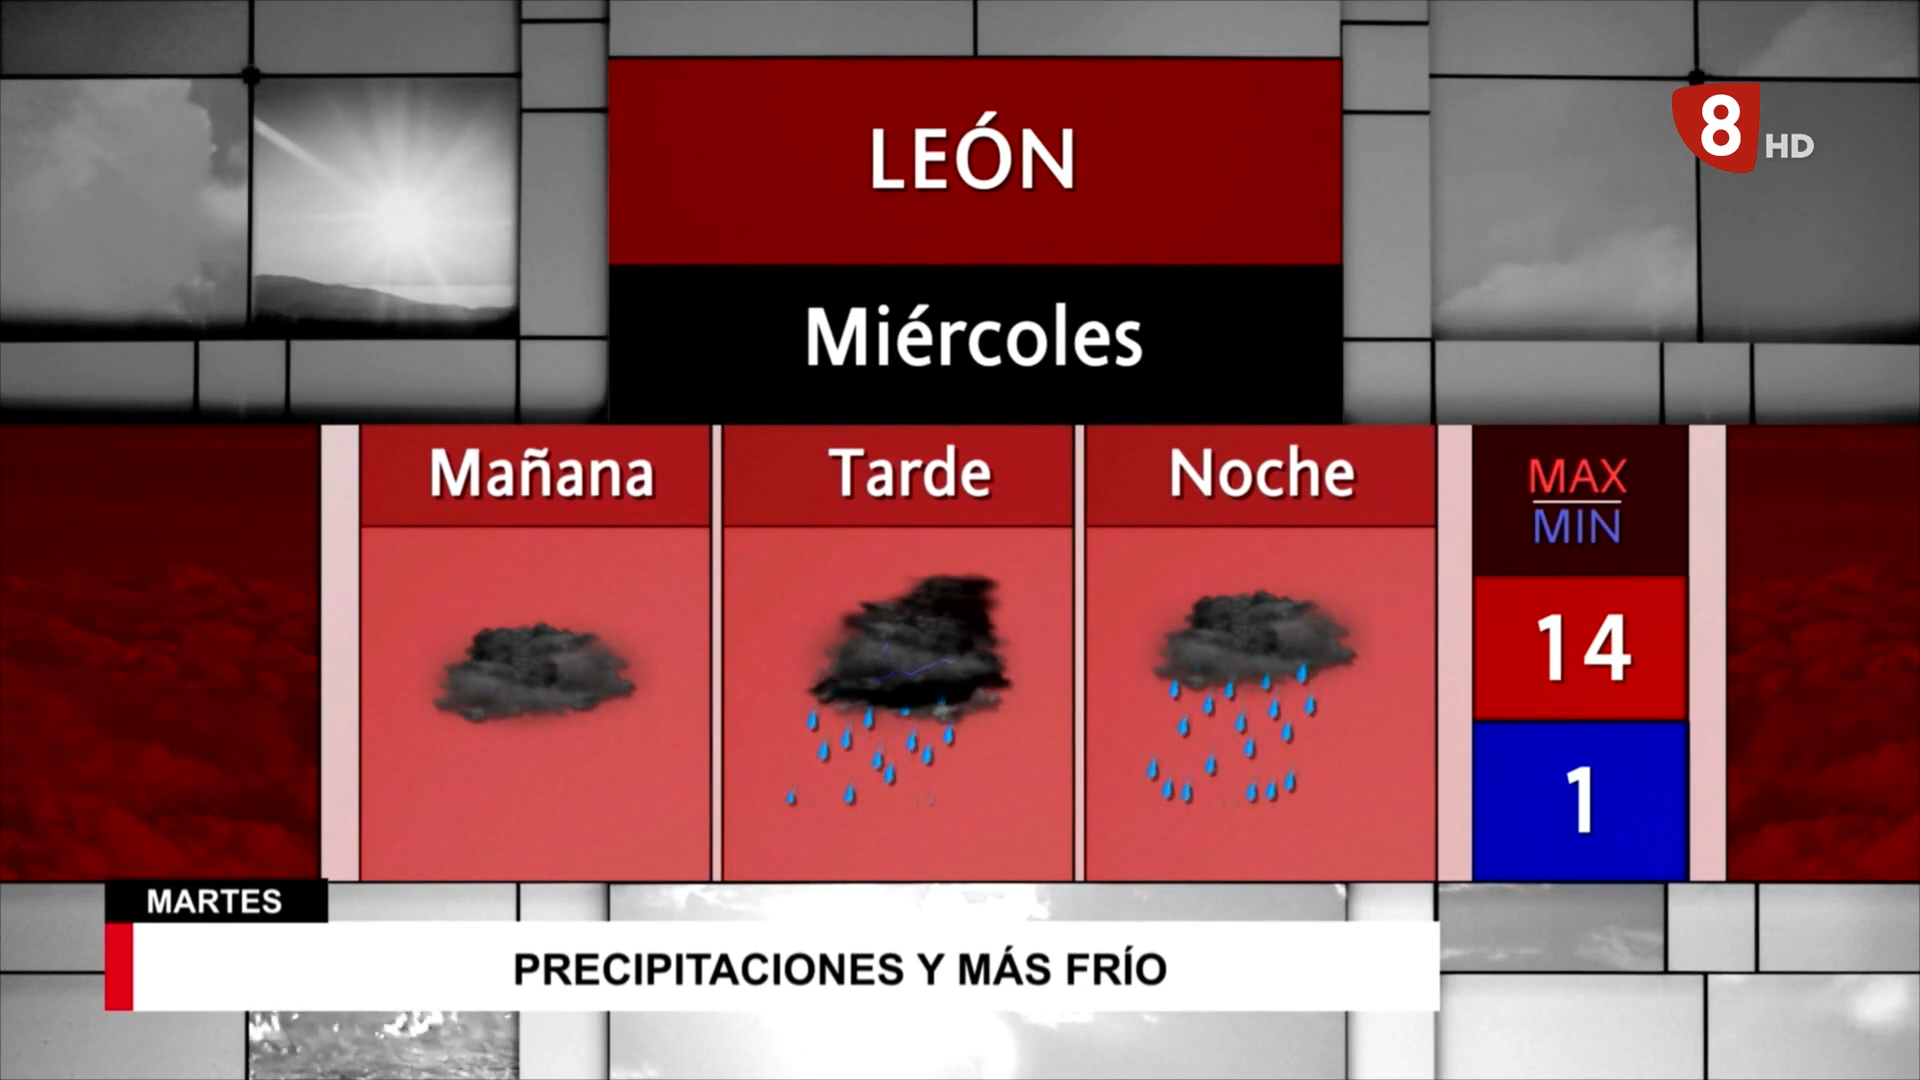 LEÓN
8 HD
Miércoles
Mañana
Tarde
Noche
MAX
MIN
14
1
MARTES
PRECIPITACIONES Y MÁS FRÍO